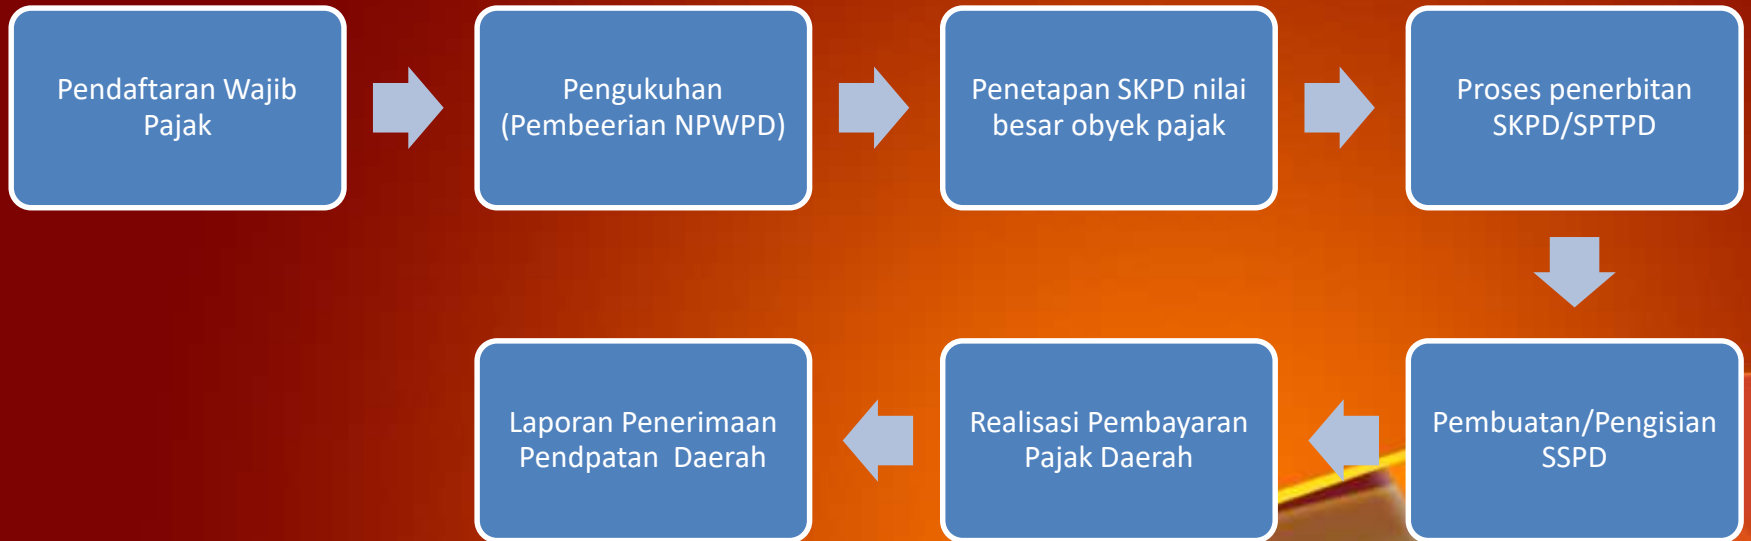 Pendaftaran Wajib
Pajak
Pengukuhan
(Pembeerian NPWPD)
Penetapan SKPD nilai
besar obyek pajak
Proses penerbitan
SKPD/SPTPD
Pembuatan/Pengisian
SSPD
Realisasi Pembayaran
Pajak Daerah
Laporan Penerimaan
Pendpatan  Daerah